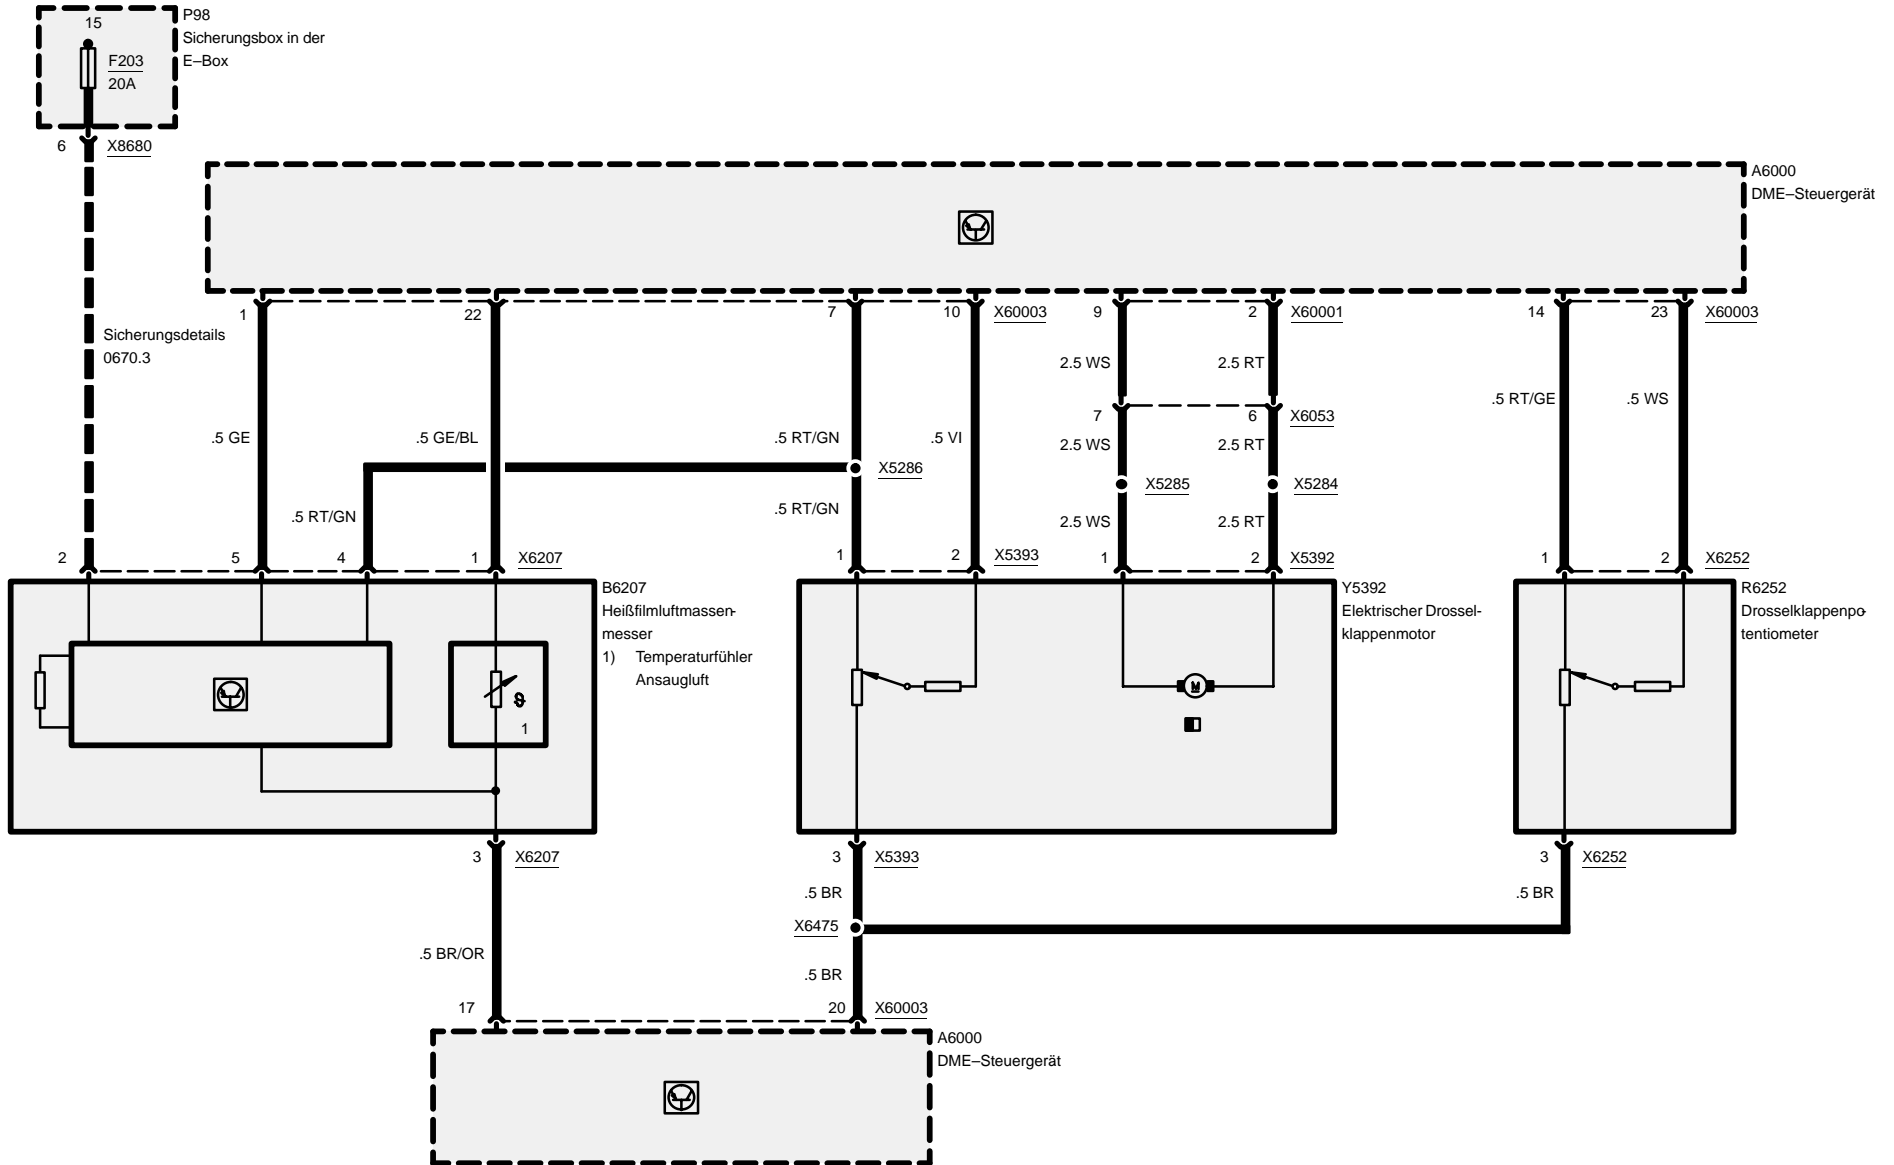 15
P98
Sicherungsbox in der
E–Box
F203
20A
6
X8680
A6000
DME–Steuergerät
1
22
7
10
X60003
9
2
X60001
14
23
X60003
Sicherungsdetails
0670.3
2.5 WS
2.5 RT
.5 RT/GE
.5 WS
7
6
X6053
.5 GE
.5 GE/BL
.5 RT/GN
.5 VI
2.5 WS
2.5 RT
X5286
X5285
X5284
.5 RT/GN
.5 RT/GN
2.5 WS
2.5 RT
2
5
4
1
X6207
1
2
X5393
1
2
X5392
1
2
X6252
B6207
Heißfilmluftmassen-
messer
1) Temperaturfühler
Ansaugluft
Y5392
Elektrischer Drossel-
klappenmotor
R6252
Drosselklappenpo-
tentiometer
M
ϑ
1
3
X6207
3
X5393
3
X6252
.5 BR
.5 BR
X6475
.5 BR/OR
.5 BR
17
20
X60003
A6000
DME–Steuergerät